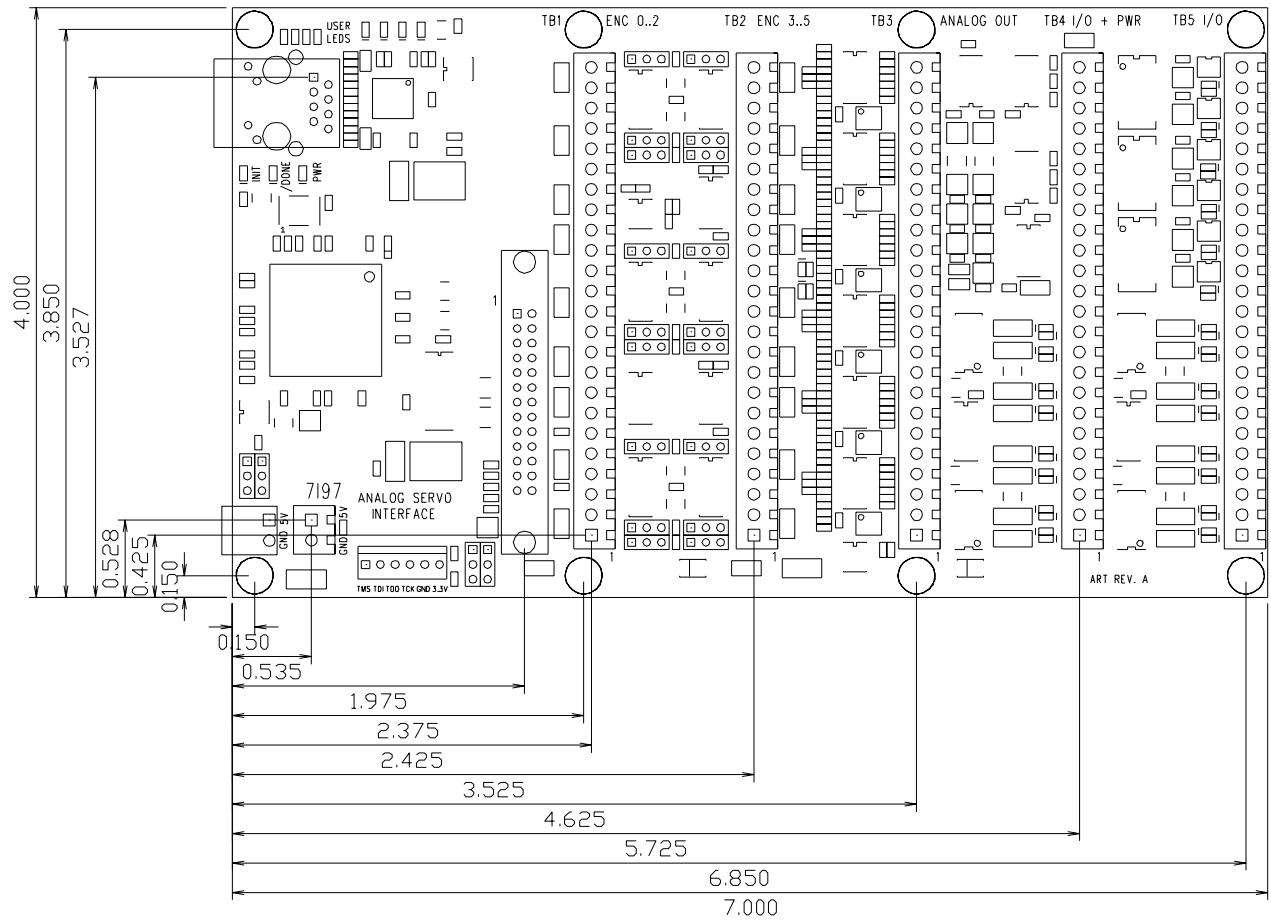 USER
LEDS
TB1
ENC 0..2
TB2 ENC 3..5
TB3
ANALOG OUT
TB4 I/O + PWR
TB5 I/O
INIT
/DONE
PWR
1
1
4.000
3.850
3.527
7I97
ANALOG SERVO
INTERFACE
GND 5V
GND 5V
0.528
0.425
0.150
TMS TDI TDO TCK GND 3.3V
1
1
1
1
1
ART REV. A
0.150
0.535
1.975
2.375
2.425
3.525
4.625
5.725
6.850
7.000